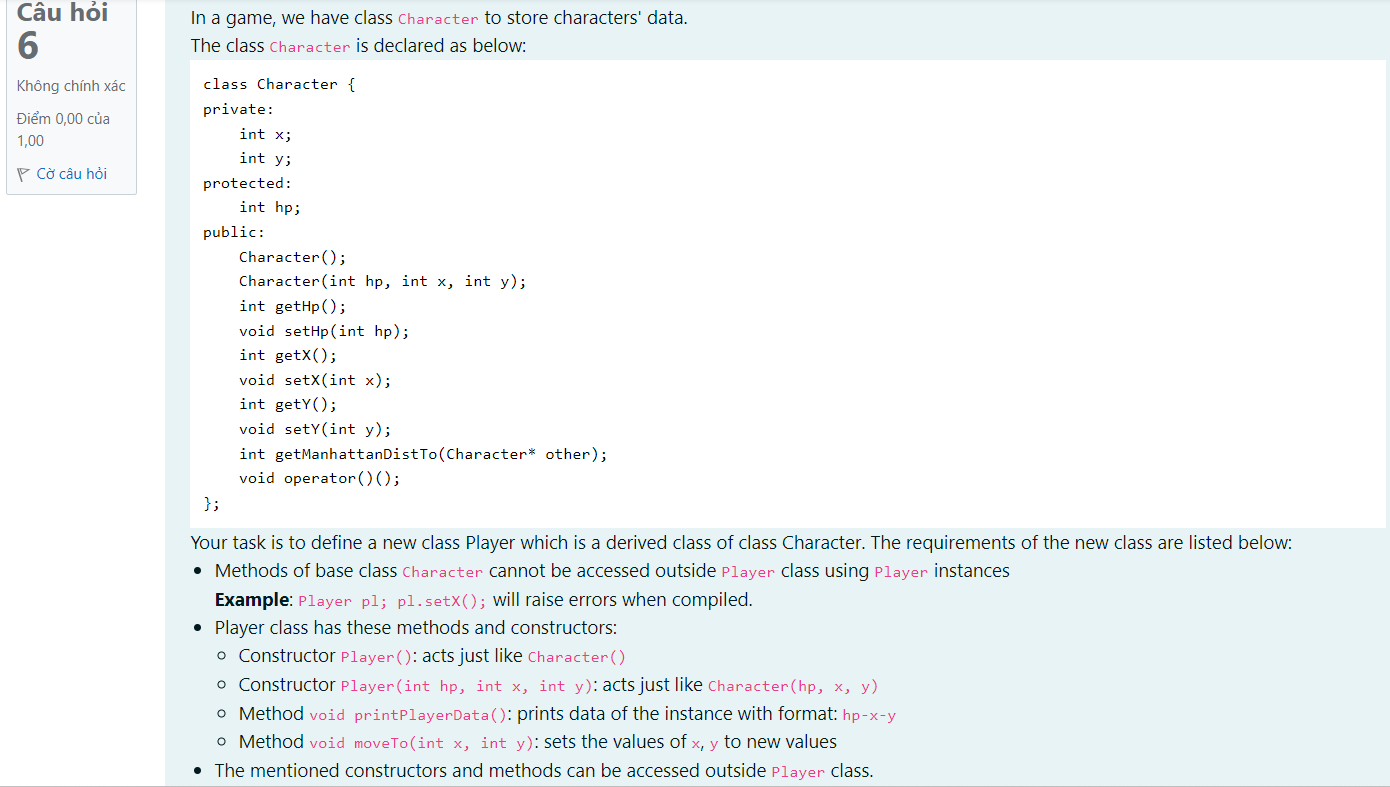 Câu hỏi
6
Không chính xác
Điểm 0,00 của
1,00
Cờ câu hỏi
In a game, we have class Character to store characters' data.
The class Character is declared as below:
class Character {
private:
    int x;
    int y;
protected:
    int hp;
public:
    Character();
    Character(int hp, int x, int y);
    int getHp();
    void setHp(int hp);
    int getX();
    void setX(int x);
    int getY();
    void setY(int y);
    int getManhattanDistTo(Character* other);
    void operator()();
};
Your task is to define a new class Player which is a derived class of class Character. The requirements of the new class are listed below:
• Methods of base class Character cannot be accessed outside Player class using Player instances
Example: Player pl; pl.setX(); will raise errors when compiled.
• Player class has these methods and constructors:
○ Constructor Player(): acts just like Character()
○ Constructor Player(int hp, int x, int y): acts just like Character(hp, x, y)
○ Method void printPlayerData(): prints data of the instance with format: hp-x-y
○ Method void moveTo(int x, int y): sets the values of x, y to new values
• The mentioned constructors and methods can be accessed outside Player class.